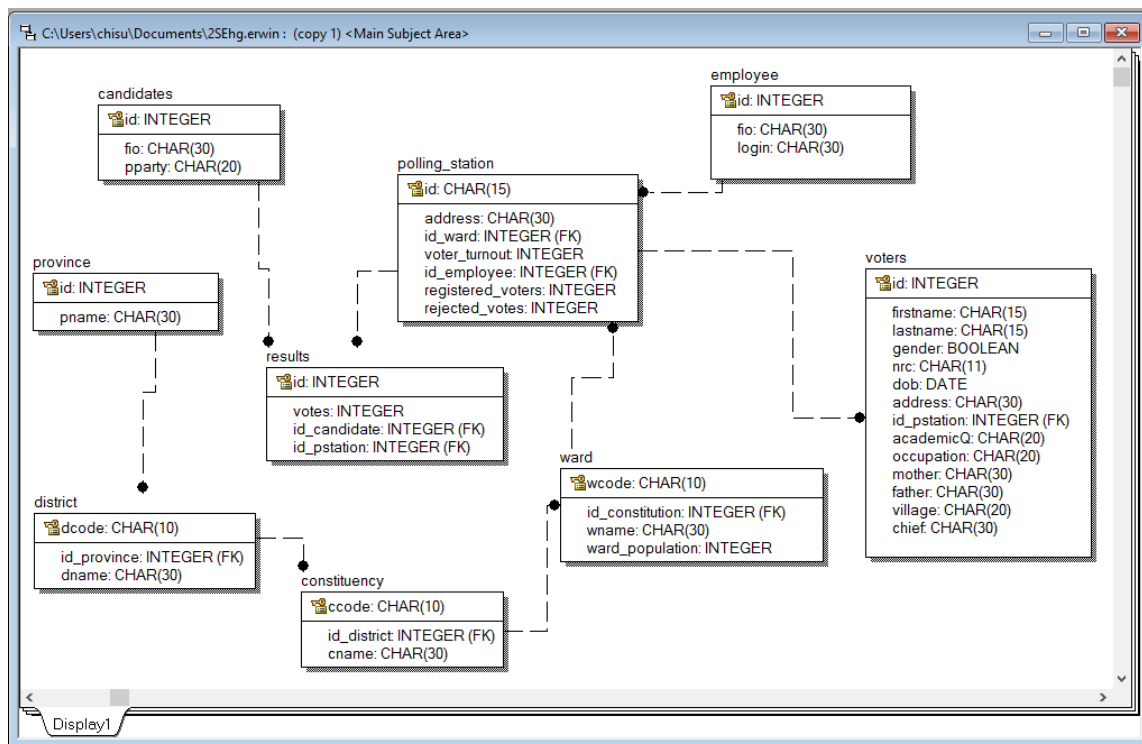 C:\Users\chisu\Documents\2SEhg.erwin : (copy 1) <Main Subject Area>
candidates
id: INTEGER
fio: CHAR(30)
pparty: CHAR(20)
employee
id: INTEGER
fio: CHAR(30)
login: CHAR(30)
polling_station
id: CHAR(15)
address: CHAR(30)
id_ward: INTEGER (FK)
voter_turnout: INTEGER
id_employee: INTEGER (FK)
registered_voters: INTEGER
rejected_votes: INTEGER
province
id: INTEGER
pname: CHAR(30)
voters
id: INTEGER
firstname: CHAR(15)
lastname: CHAR(15)
gender: BOOLEAN
nrc: CHAR(11)
dob: DATE
address: CHAR(30)
id_pstation: INTEGER (FK)
academicQ: CHAR(20)
occupation: CHAR(20)
mother: CHAR(30)
father: CHAR(30)
village: CHAR(20)
chief: CHAR(30)
results
id: INTEGER
votes: INTEGER
id_candidate: INTEGER (FK)
id_pstation: INTEGER (FK)
ward
wcode: CHAR(10)
id_constitution: INTEGER (FK)
wname: CHAR(30)
ward_population: INTEGER
district
dcode: CHAR(10)
id_province: INTEGER (FK)
dname: CHAR(30)
constituency
ccode: CHAR(10)
id_district: INTEGER (FK)
cname: CHAR(30)
Display1